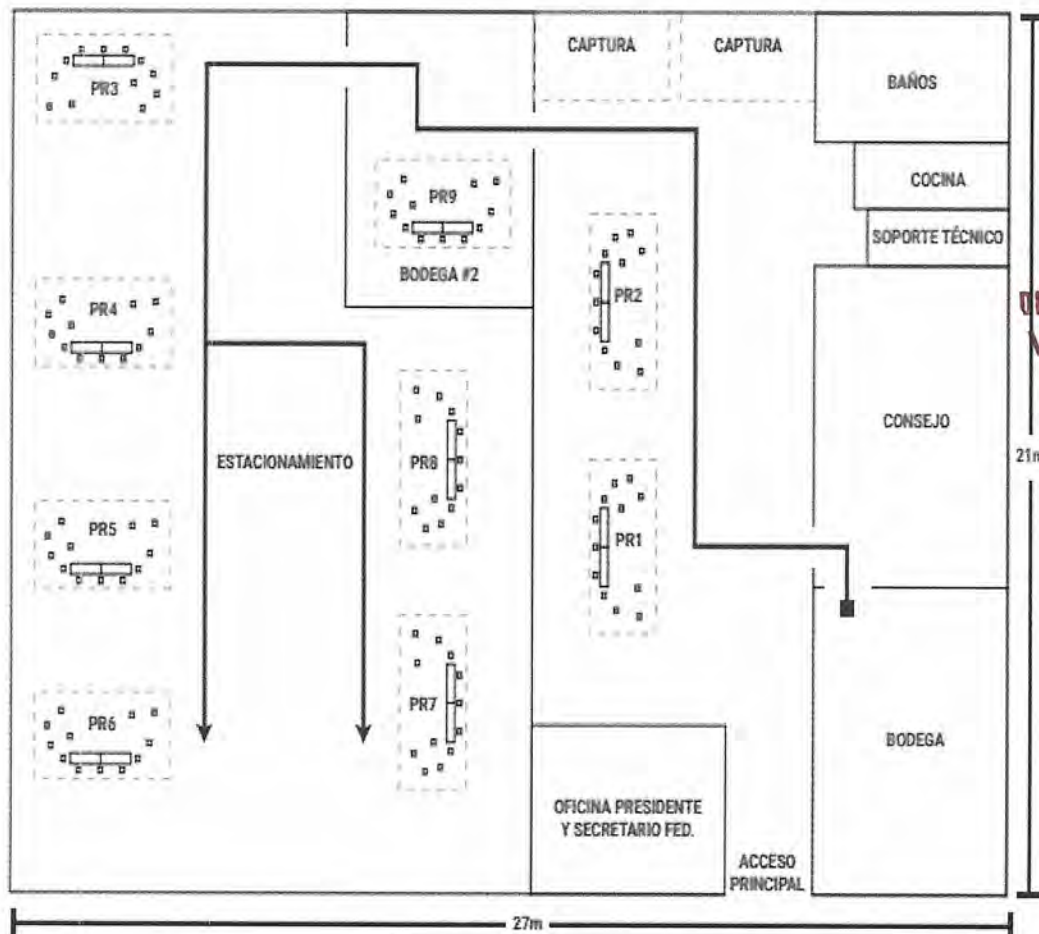 CAPTURA
CAPTURA
BAÑOS
PR3
COCINA
PR9
SOPORTE TÉCNICO
BODEGA #2
PR4
PR2
CONSEJO
ESTACIONAMIENTO
PR8
21m
PR5
PR1
PR6
PR7
BODEGA
OFICINA PRESIDENTE
Y SECRETARIO FED.
ACCESO
PRINCIPAL
27m